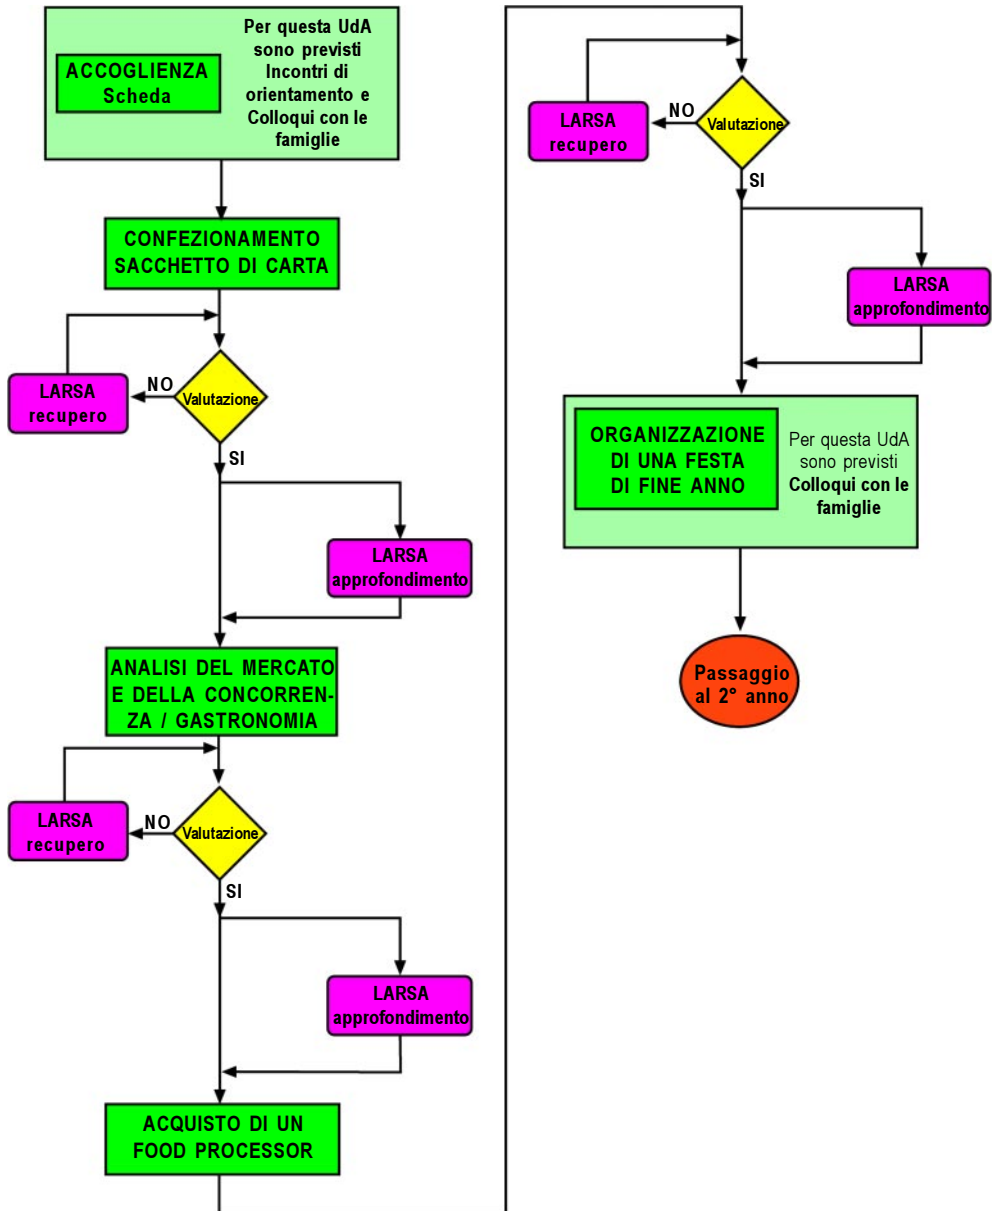 ACCOGLIENZA
Scheda
Per questa UdA
sono previsti
Incontri di
orientamento e
Colloqui con le
famiglie
CONFEZIONAMENTO
SACCHETTO DI CARTA
LARSA
recupero
NO
Valutazione
SI
LARSA
approfondimento
ANALISI DEL MERCATO
E DELLA CONCORREN-
ZA / GASTRONOMIA
LARSA
recupero
NO
Valutazione
SI
LARSA
approfondimento
ACQUISTO DI UN
FOOD PROCESSOR
LARSA
recupero
NO
Valutazione
SI
LARSA
approfondimento
ORGANIZZAZIONE
DI UNA FESTA
DI FINE ANNO
Per questa UdA
sono previsti
Colloqui con le
famiglie
Passaggio
al 2° anno